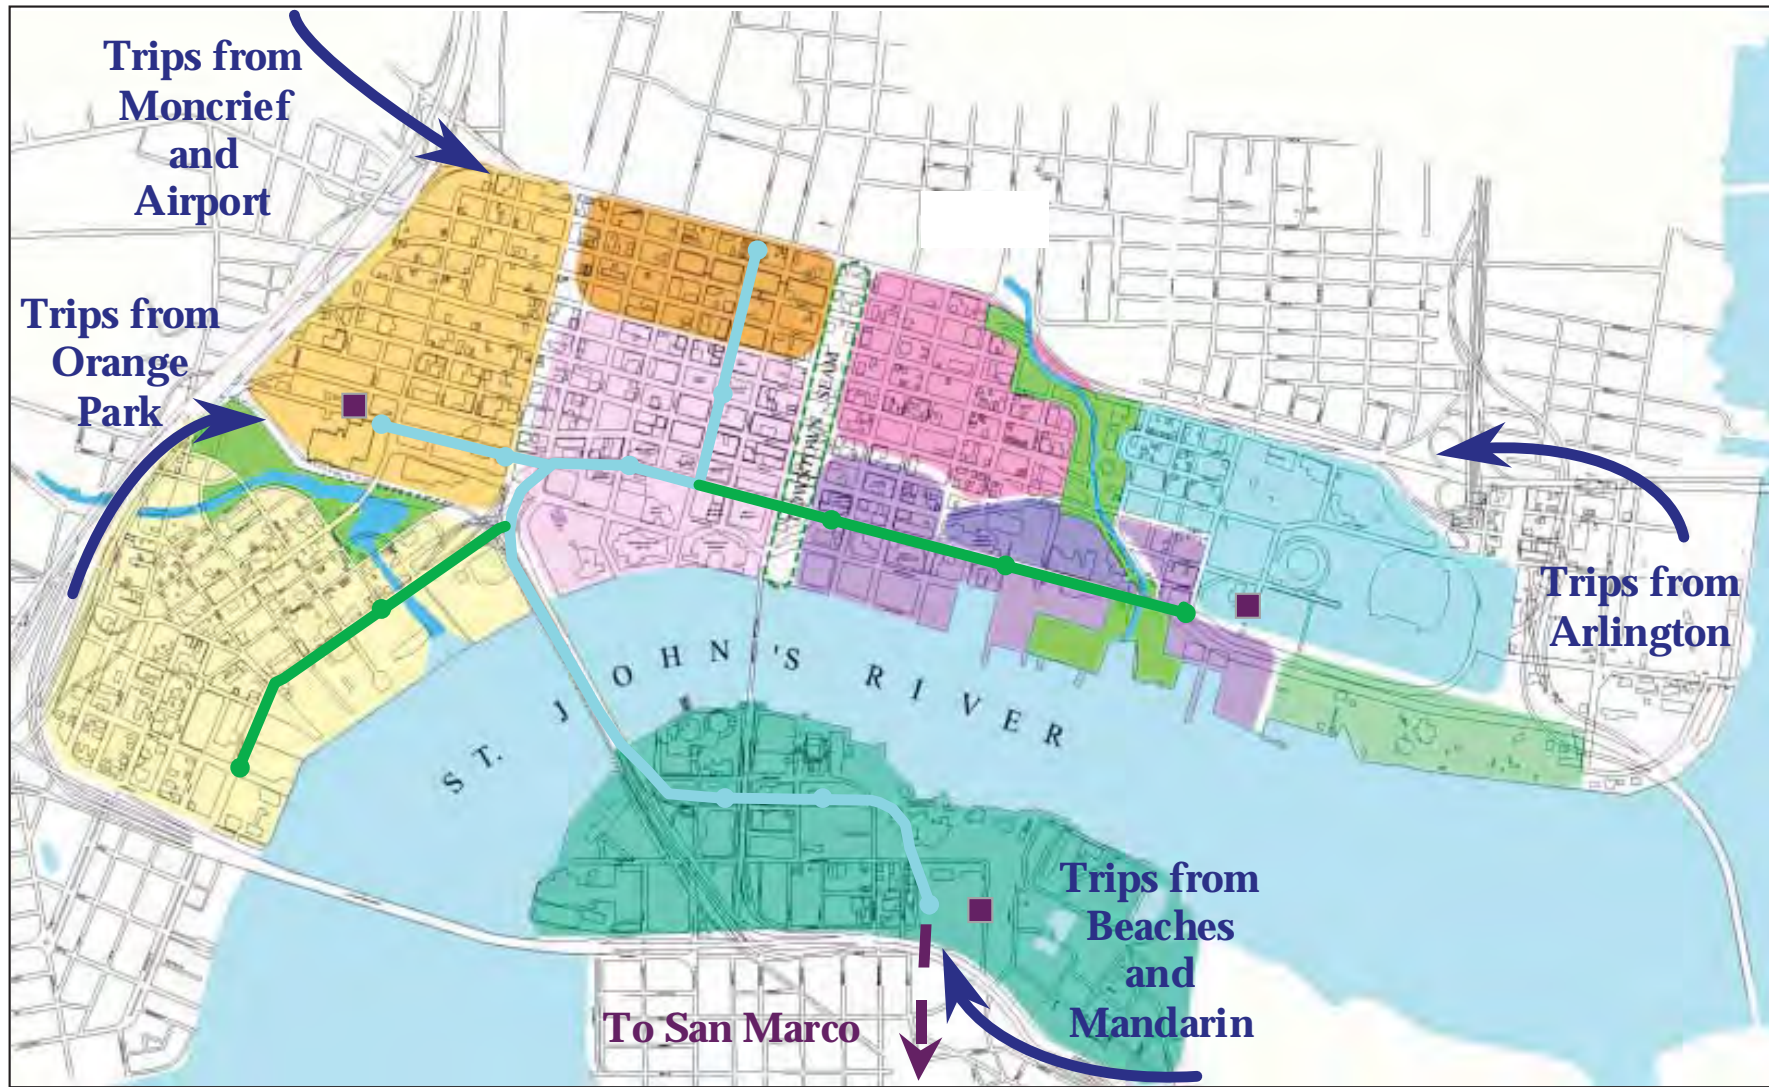 Trips from
Moncrief
and
Airport
Trips from
Orange
Park
ST. JOHN'S RIVER
Trips from
Arlington
Trips from
Beaches
and
Mandarin
To San Marco